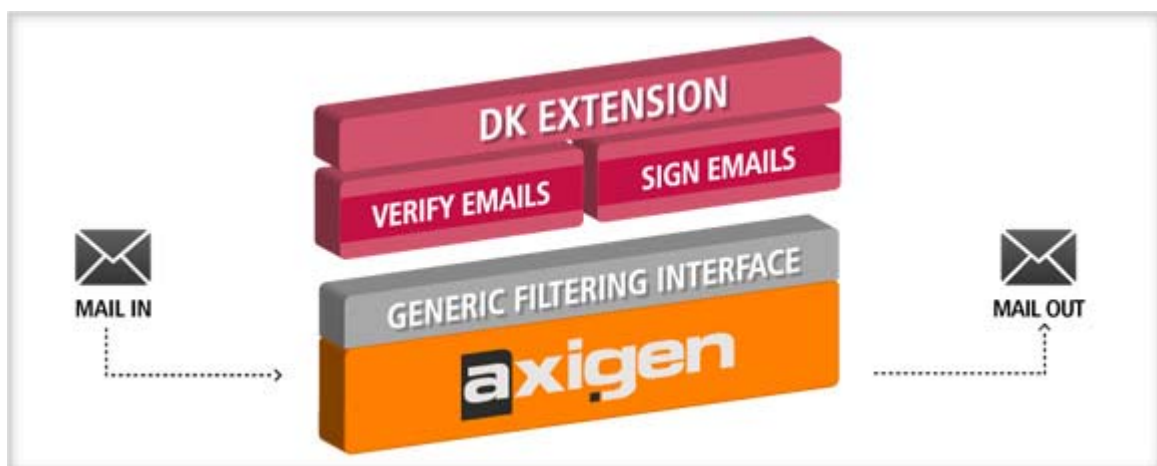 DK EXTENSION
VERIFY EMAILS
SIGN EMAILS
MAIL IN
GENERIC FILTERING INTERFACE
MAIL OUT
axigen